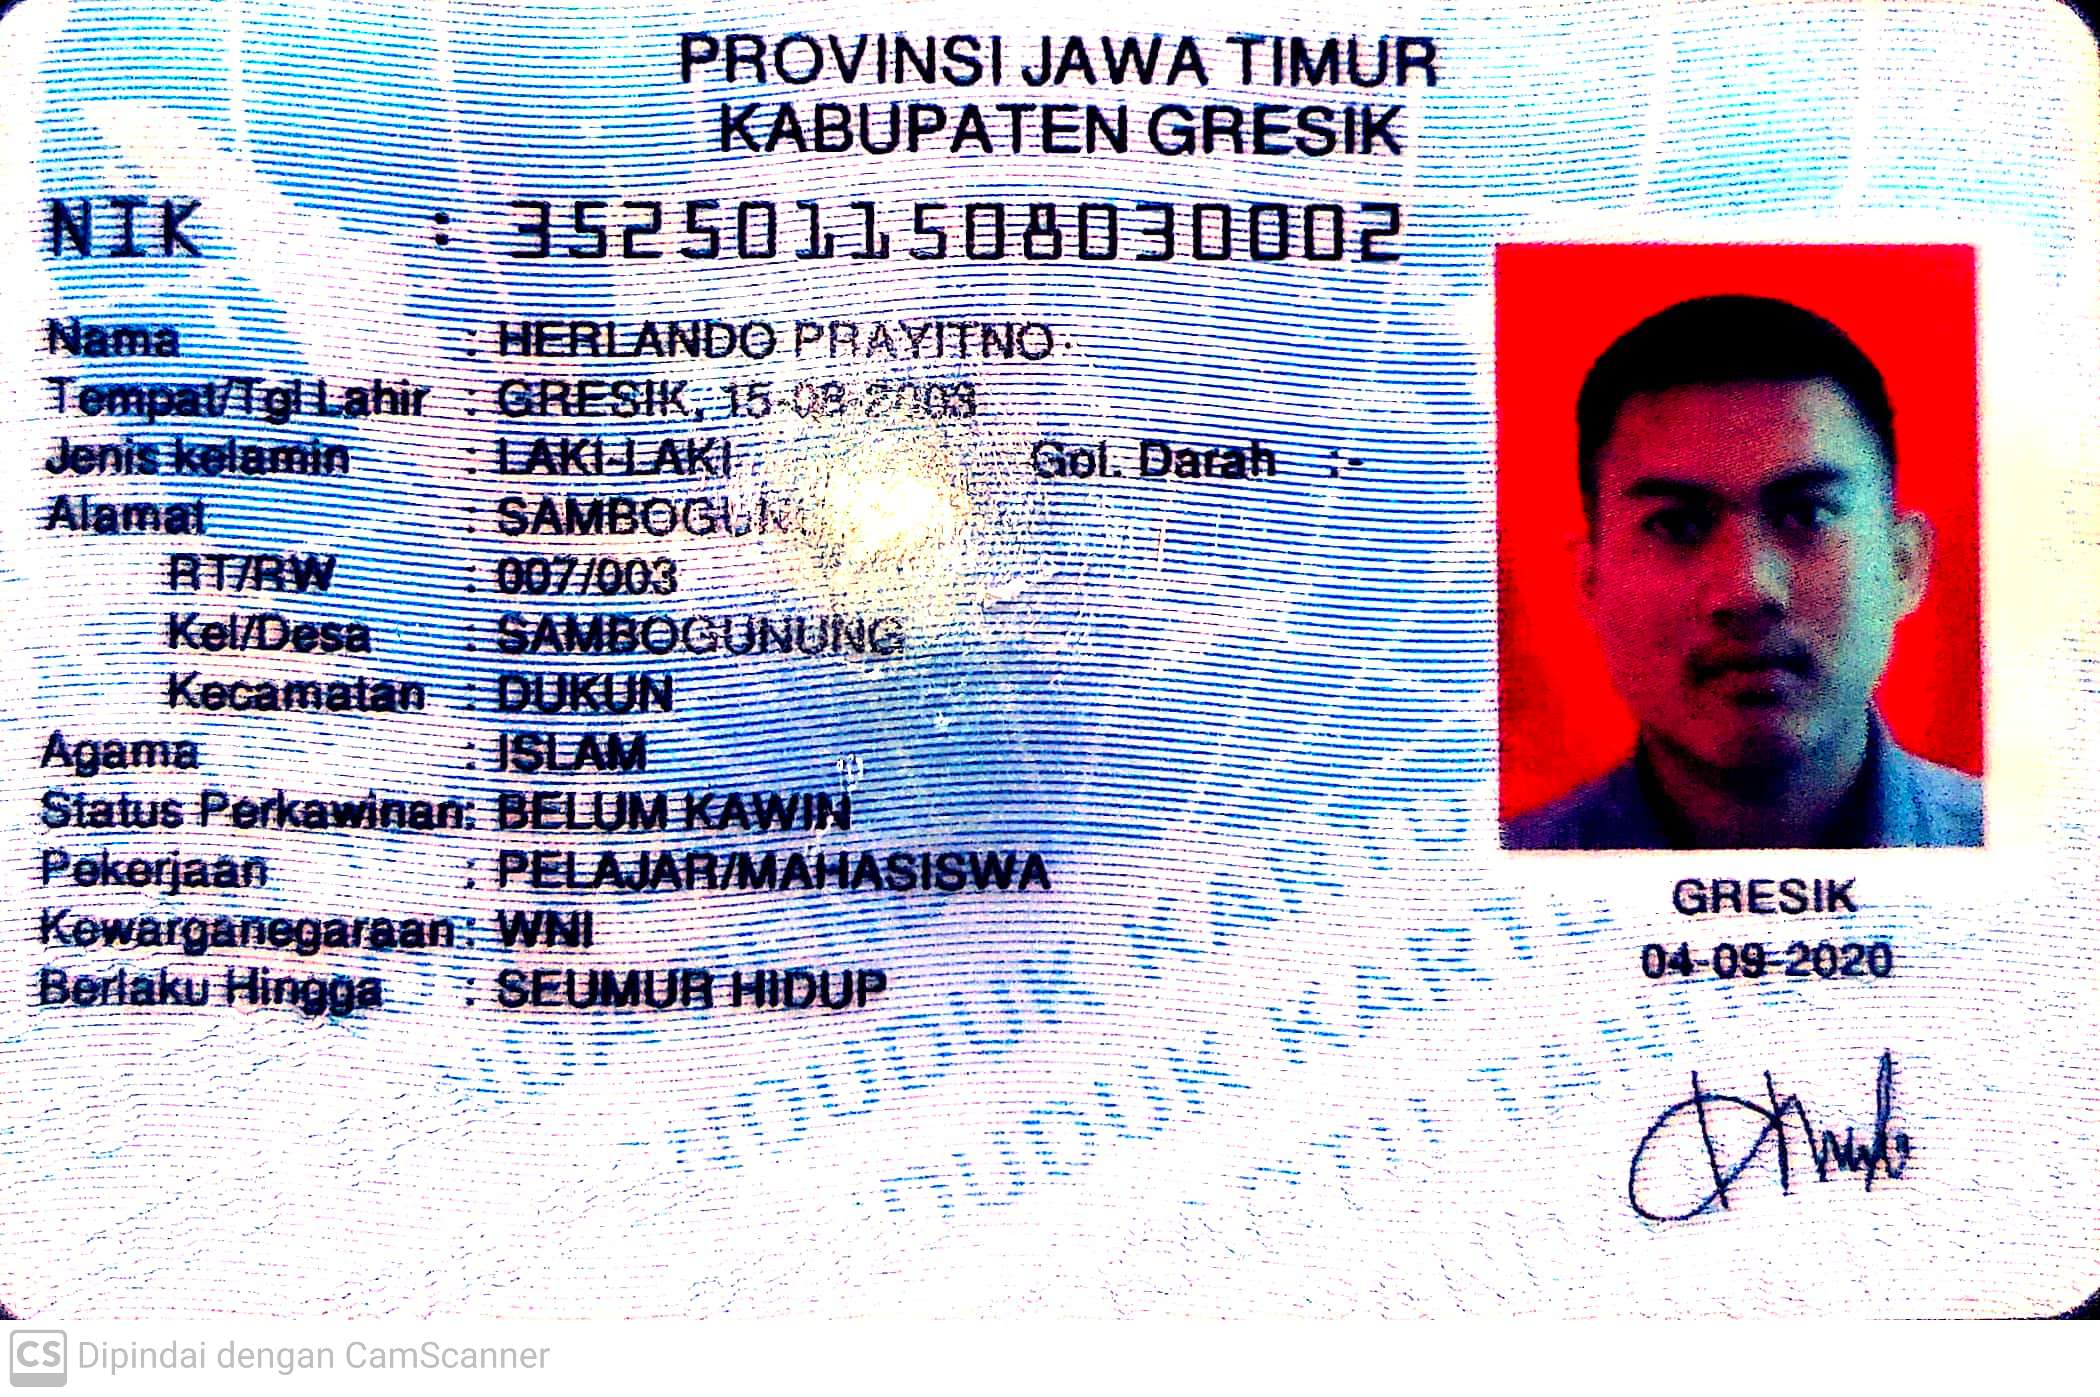 PROVINSI JAWA TIMUR
KABUPATEN GRESIK
NIK : 3525011508030002
Nama : HERLANDO PRAYITNO
Tempat/Tgl Lahir : GRESIK, 15-08-2003
Jenis kelamin : LAKI-LAKI Gol. Darah : -
Alamat :
RT/RW : 007/003
Kel/Desa : SAMBOGUNUNG
Kecamatan : DUKUN
Agama : ISLAM
Status Perkawinan: BELUM KAWIN
Pekerjaan : PELAJAR/MAHASISWA
Kewarganegaraan: WNI
Berlaku Hingga : SEUMUR HIDUP
GRESIK
04-09-2020
CS Dipindai dengan CamScanner